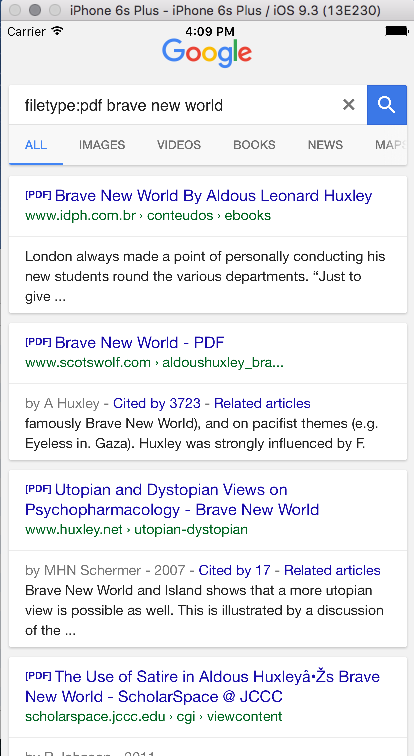 iPhone 6s Plus - iPhone 6s Plus / iOS 9.3 (13E230)
Carrier 4:09 PM
Google
filetype:pdf brave new world
ALL IMAGES VIDEOS BOOKS NEWS MAPS
[PDF] Brave New World By Aldous Leonard Huxley
www.idph.com.br › conteudos › ebooks
London always made a point of personally conducting his
new students round the various departments. “Just to
give ...
[PDF] Brave New World - PDF
www.scotswolf.com › aldoushuxley_bra...
by A Huxley - Cited by 3723 - Related articles
famously Brave New World), and on pacifist themes (e.g.
Eyeless in. Gaza). Huxley was strongly influenced by F.
[PDF] Utopian and Dystopian Views on
Psychopharmacology - Brave New World
www.huxley.net › utopian-dystopian
by MHN Schermer - 2007 - Cited by 17 - Related articles
Brave New World and Island shows that a more utopian
view is possible as well. This is illustrated by a discussion
of the ...
[PDF] The Use of Satire in Aldous Huxleyâ•Žs Brave
New World - ScholarSpace @ JCCC
scholarspace.jccc.edu › cgi › viewcontent